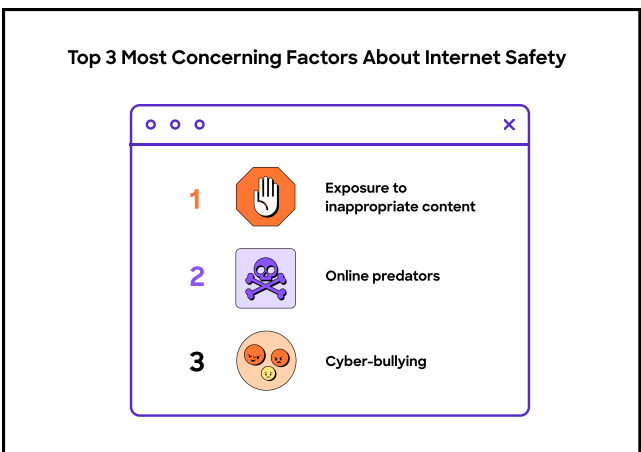 Top 3 Most Concerning Factors About Internet Safety
1
Exposure to
inappropriate content
2
Online predators
3
Cyber-bullying